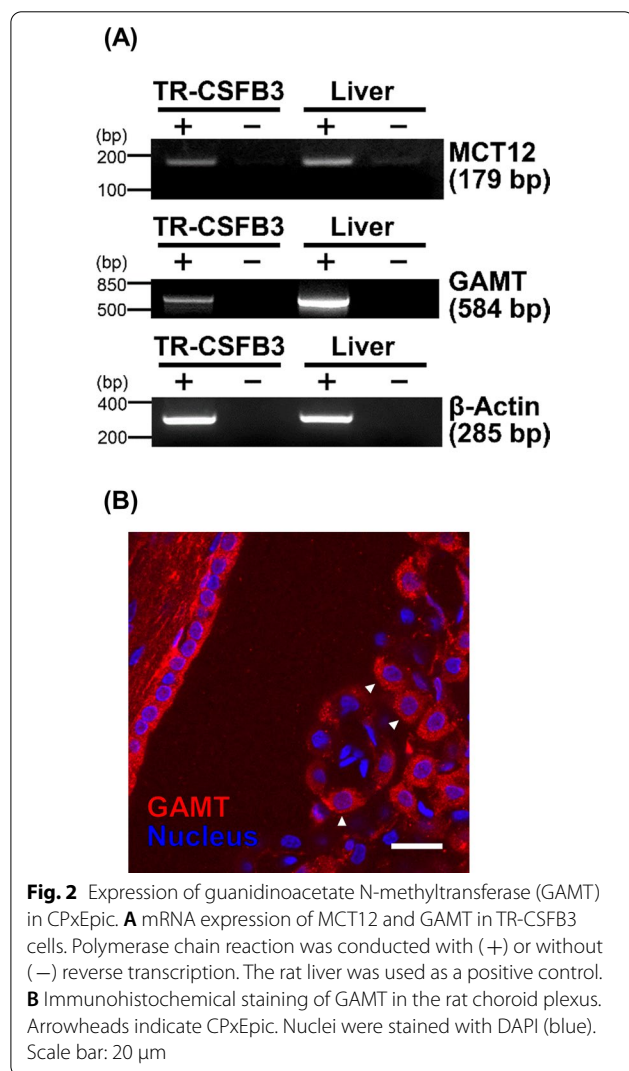 (A)
TR-CSFB3 Liver
(bp) + − + −
200
100
MCT12
(179 bp)
TR-CSFB3 Liver
(bp) + − + −
850
500
GAMT
(584 bp)
TR-CSFB3 Liver
(bp) + − + −
400
200
β-Actin
(285 bp)
(B)
GAMT
Nucleus
Fig. 2 Expression of guanidinoacetate N-methyltransferase (GAMT)
in CPxEpic. A mRNA expression of MCT12 and GAMT in TR-CSFB3
cells. Polymerase chain reaction was conducted with (+) or without
(−) reverse transcription. The rat liver was used as a positive control.
B Immunohistochemical staining of GAMT in the rat choroid plexus.
Arrowheads indicate CPxEpic. Nuclei were stained with DAPI (blue).
Scale bar: 20 μm